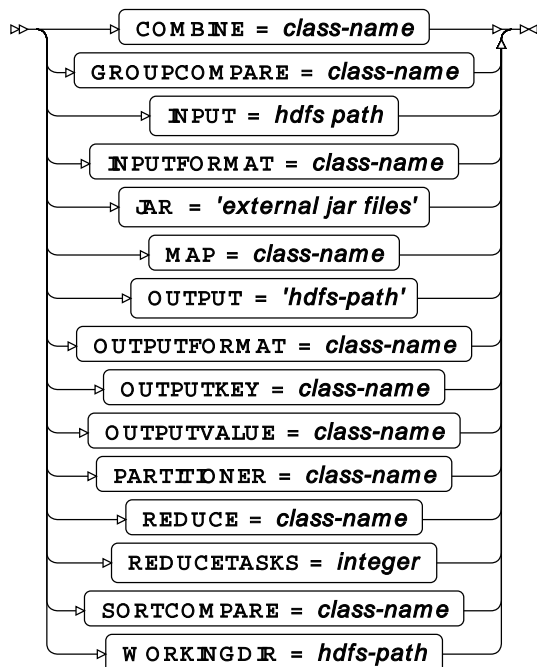 COMBINE = class-name
GROUPCOMPARE = class-name
INPUT = hdfs path
INPUTFORMAT = class-name
JAR = 'external jar files'
MAP = class-name
OUTPUT = 'hdfs-path'
OUTPUTFORMAT = class-name
OUTPUTKEY = class-name
OUTPUTVALUE = class-name
PARTITIONER = class-name
REDUCE = class-name
REDUCETASKS = integer
SORTCOMPARE = class-name
WORKINGDIR = hdfs-path